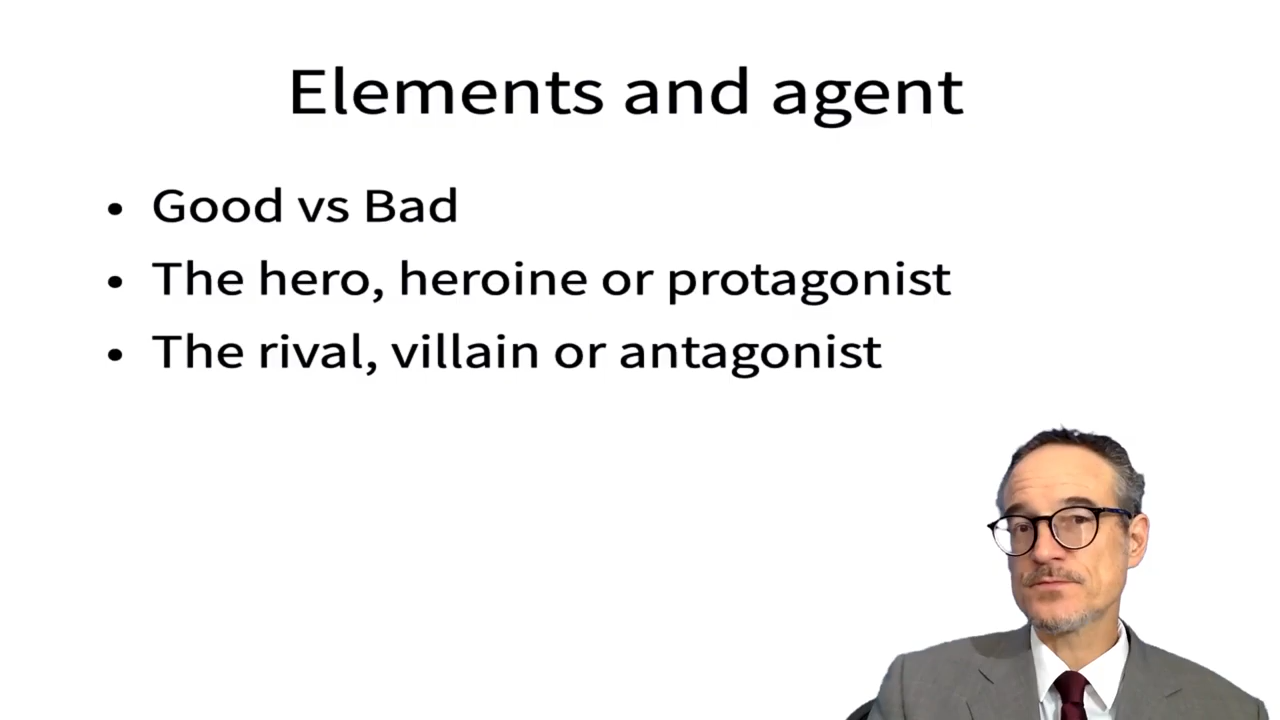 Elements and agent
• Good vs Bad
• The hero, heroine or protagonist
• The rival, villain or antagonist